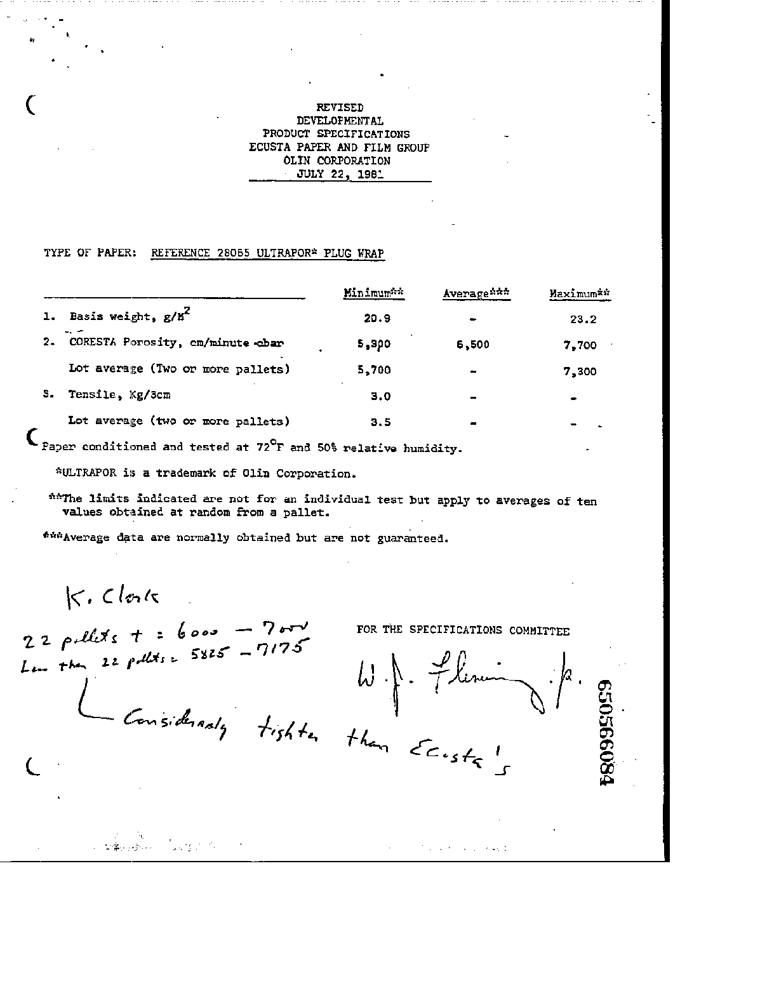 REVISED
DEVELOPMENTAL
PRODUCT SPECIFICATIONS
ECUSTA PAPER AND FILM GROUP
OLIN CORPORATION
JULY 22, 1981
TYPE OF PAPER: REFERENCE 28055 ULTRAPOR* PLUG WRAP
Minimum** Average*** Maximum**
1. Basis weight, g/M2 20.9 - 23.2
2. CORESTA Porosity, cm/minute-cbar 5,300 6,500 7,700
Lot average (Two or more pallets) 5,700 - 7,300
3. Tensile, Kg/3cm 3.0 - -
Lot average (two or more pallets) 3.5 - -
Paper conditioned and tested at 72°F and 50% relative humidity.
*ULTRAPOR is a trademark of Olin Corporation.
**The limits indicated are not for an individual test but apply to averages of ten
values obtained at random from a pallet.
***Average data are normally obtained but are not guaranteed.
K. Clark
22 pallets + = 6000 - 7000
Less than 22 pallets = 5825 - 7175
Considerably tighter than Ecusta's
FOR THE SPECIFICATIONS COMMITTEE
W. J. Fleming, Jr.
650566084